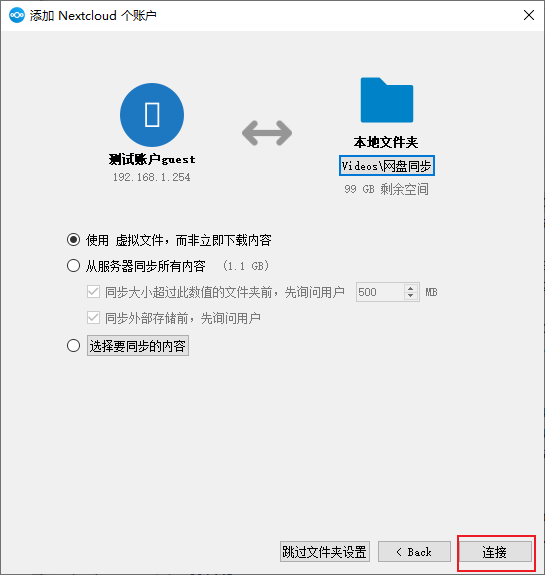 添加 Nextcloud 个账户
测试账户guest
192.168.1.254
本地文件夹
Videos\网盘同步
99 GB 剩余空间
使用 虚拟文件，而非立即下载内容
从服务器同步所有内容 (1.1 GB)
同步大小超过此数值的文件夹前，先询问用户 500 MB
同步外部存储前，先询问用户
选择要同步的内容
跳过文件夹设置 < Back 连接